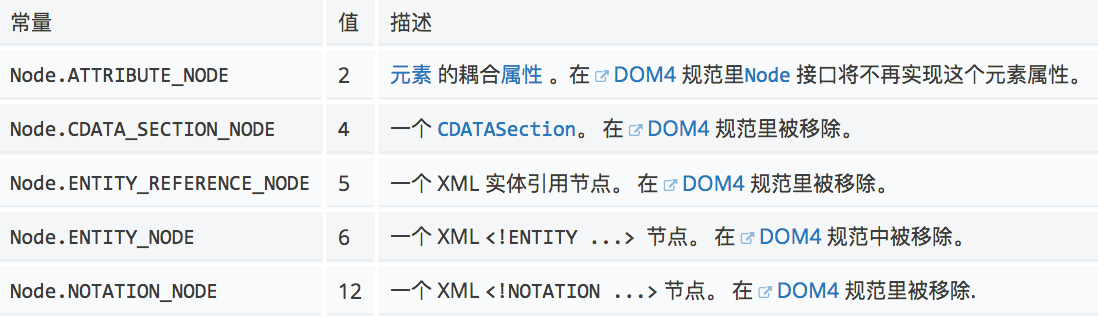 常量 值 描述
Node.ATTRIBUTE_NODE 2 元素 的耦合属性 。在 DOM4 规范里Node 接口将不再实现这个元素属性。
Node.CDATA_SECTION_NODE 4 一个 CDATASection。 在 DOM4 规范里被移除。
Node.ENTITY_REFERENCE_NODE 5 一个 XML 实体引用节点。 在 DOM4 规范里被移除。
Node.ENTITY_NODE 6 一个 XML <!ENTITY ...> 节点。 在 DOM4 规范中被移除。
Node.NOTATION_NODE 12 一个 XML <!NOTATION ...> 节点。 在 DOM4 规范里被移除.